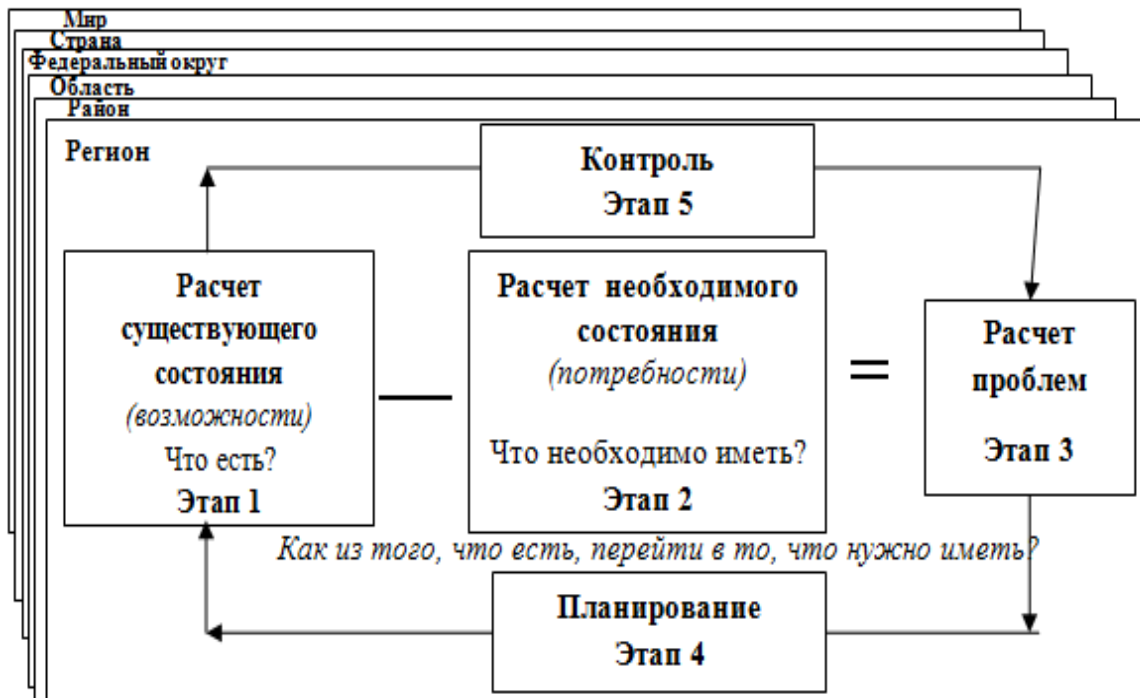 Мир
Страна
Федеральный округ
Область
Район
Регион
Контроль
Этап 5
Расчет
существующего
состояния
(возможности)
Что есть?
Этап 1
—
Расчет необходимого
состояния
(потребности)
Что необходимо иметь?
Этап 2
=
Расчет
проблем
Этап 3
Как из того, что есть, перейти в то, что нужно иметь?
Планирование
Этап 4